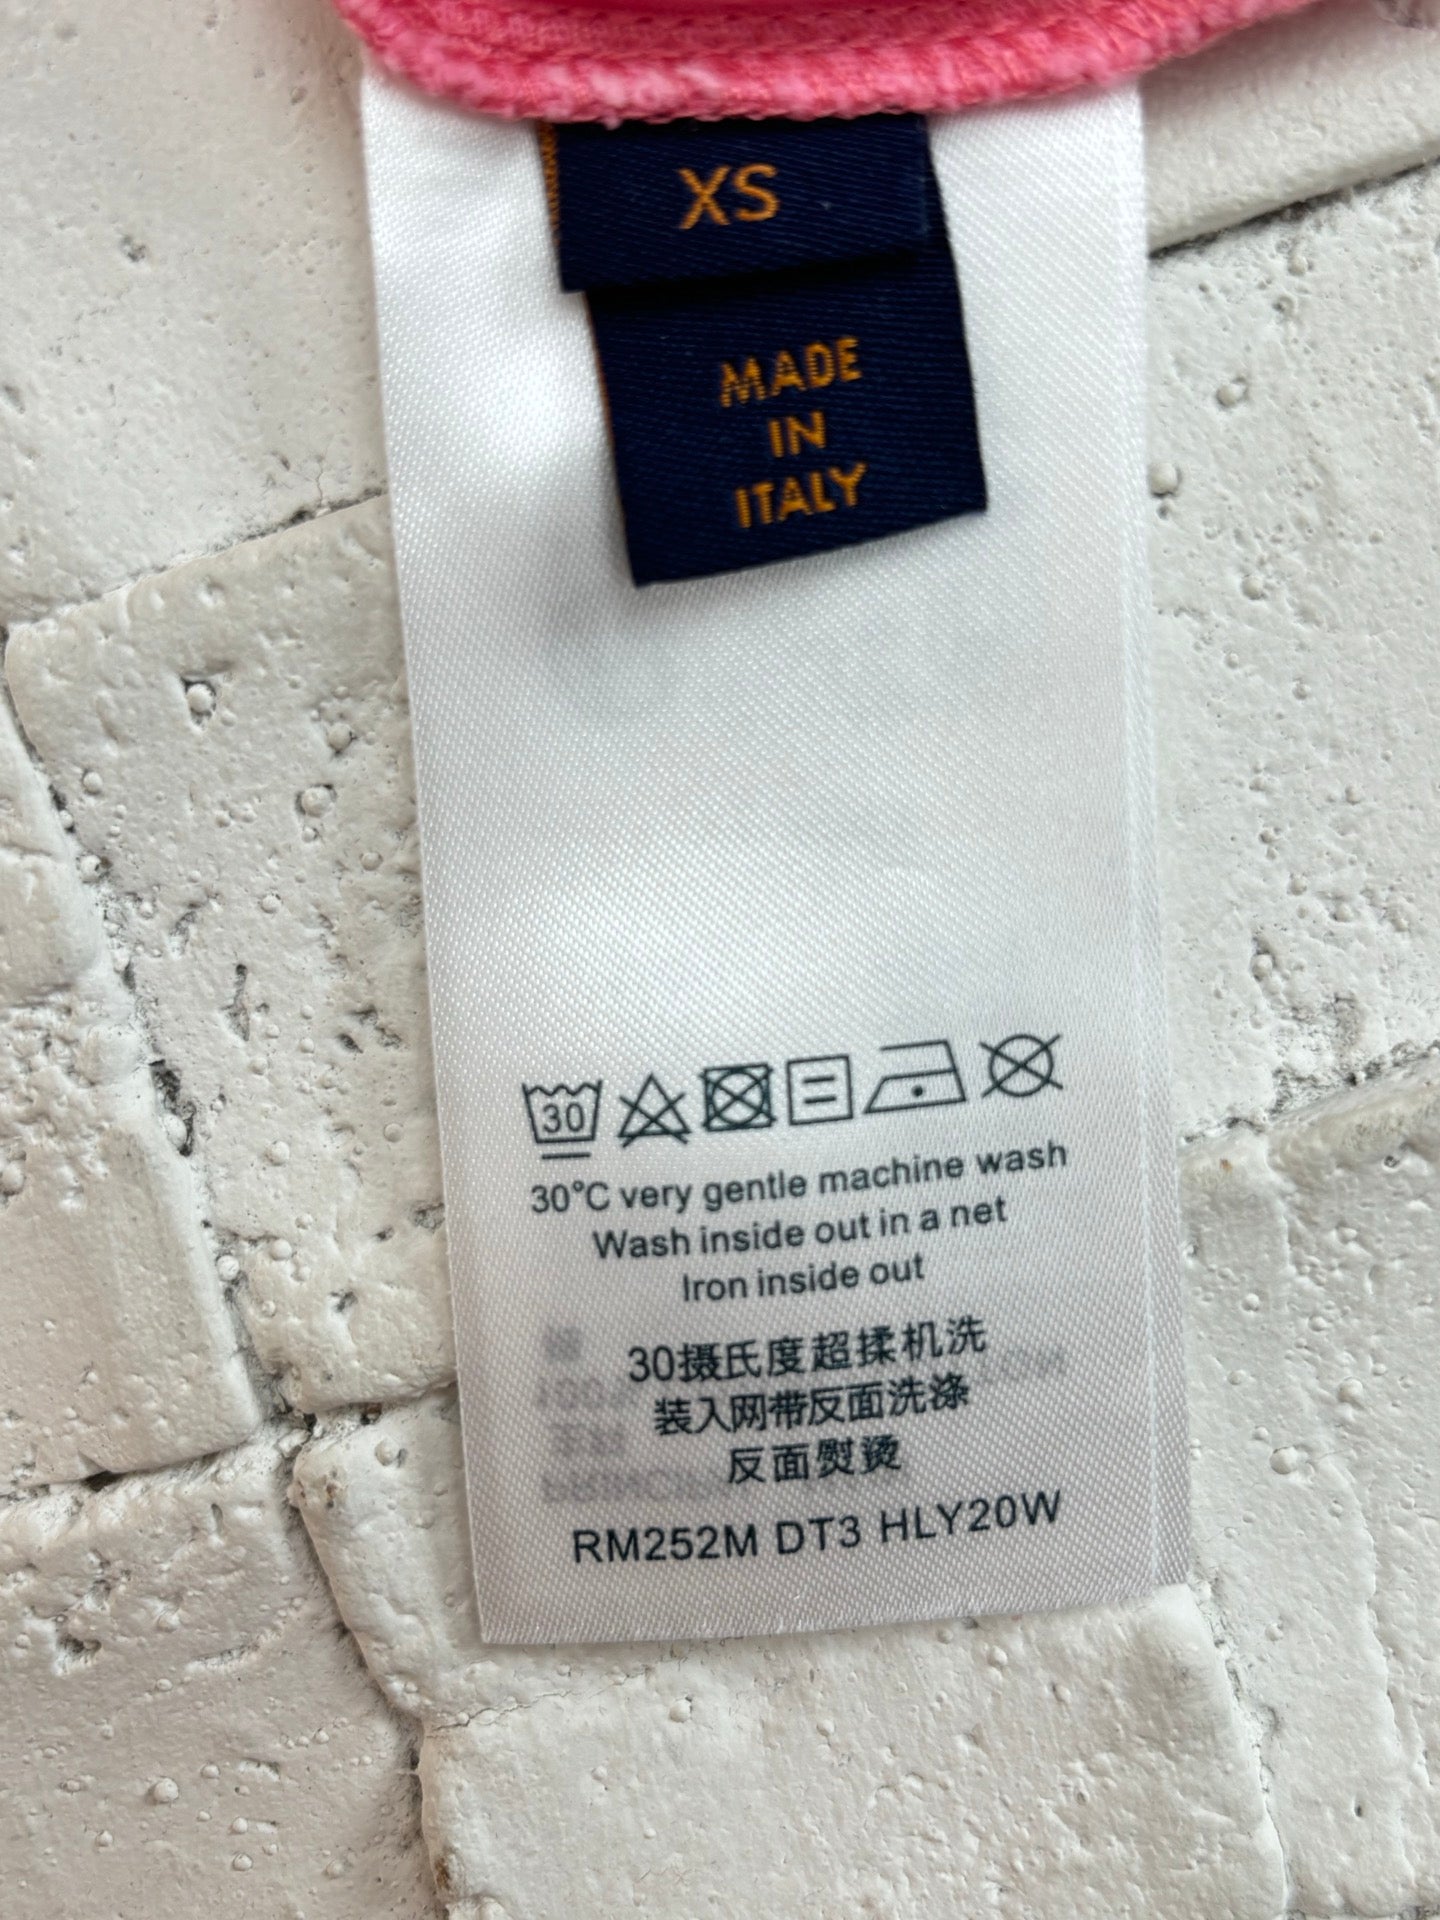 XS
MADE
IN
ITALY
30
30°C very gentle machine wash
Wash inside out in a net
Iron inside out
30摄氏度超揉机洗
装入网带反面洗涤
反面熨烫
RM252M DT3 HLY20W